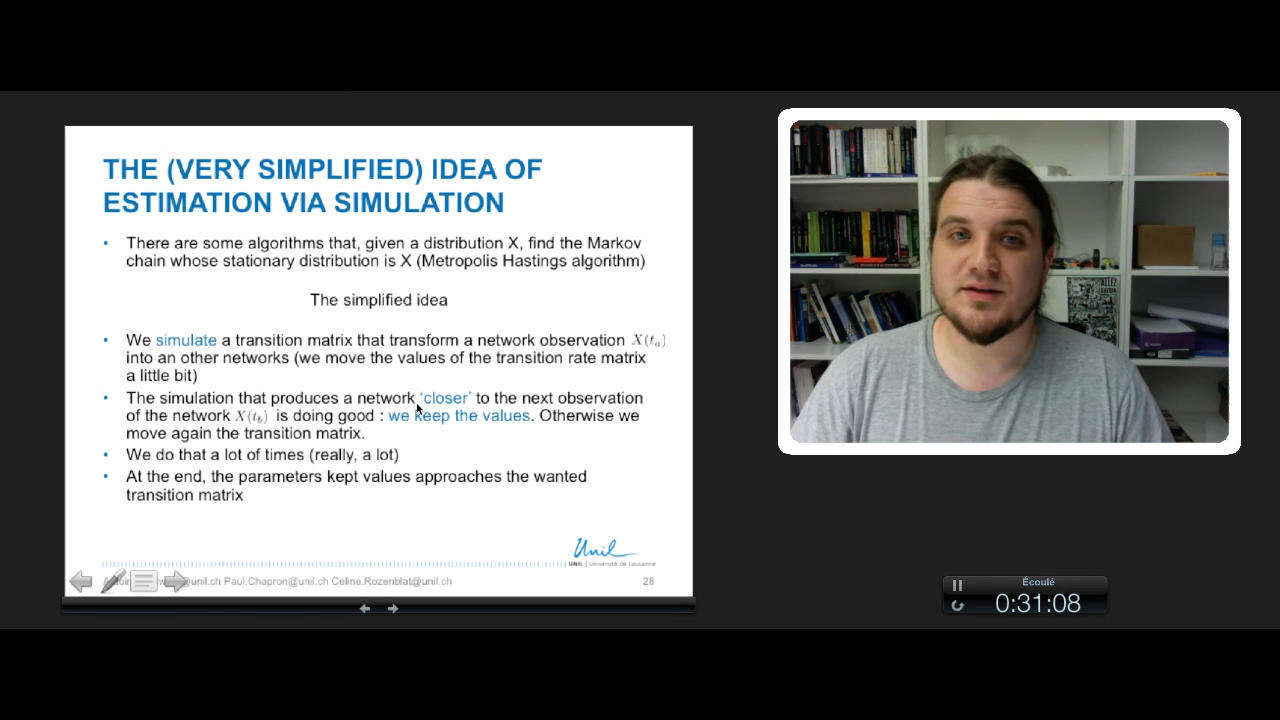 THE (VERY SIMPLIFIED) IDEA OF
ESTIMATION VIA SIMULATION
• There are some algorithms that, given a distribution X, find the Markov
chain whose stationary distribution is X (Metropolis Hastings algorithm)
The simplified idea
• We simulate a transition matrix that transform a network observation X(tₐ)
into an other networks (we move the values of the transition rate matrix
a little bit)
• The simulation that produces a network ‘closer’ to the next observation
of the network X(t_b) is doing good : we keep the values. Otherwise we
move again the transition matrix.
• We do that a lot of times (really, a lot)
• At the end, the parameters kept values approaches the wanted
transition matrix
Unil
UNIL | Université de Lausanne
@unil.ch Paul.Chapron@unil.ch Celine.Rozenblat@unil.ch
28
ALLEZ
SAVOIR
Écoulé
0:31:08